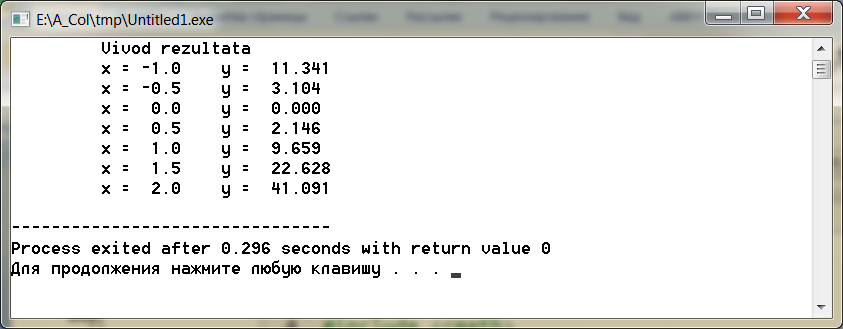 E:\A_Col\tmp\Untitled1.exe
Vivod rezultata
x = -1.0 y = 11.341
x = -0.5 y = 3.104
x = 0.0 y = 0.000
x = 0.5 y = 2.146
x = 1.0 y = 9.659
x = 1.5 y = 22.628
x = 2.0 y = 41.091
--------------------------------
Process exited after 0.296 seconds with return value 0
Для продолжения нажмите любую клавишу . . .